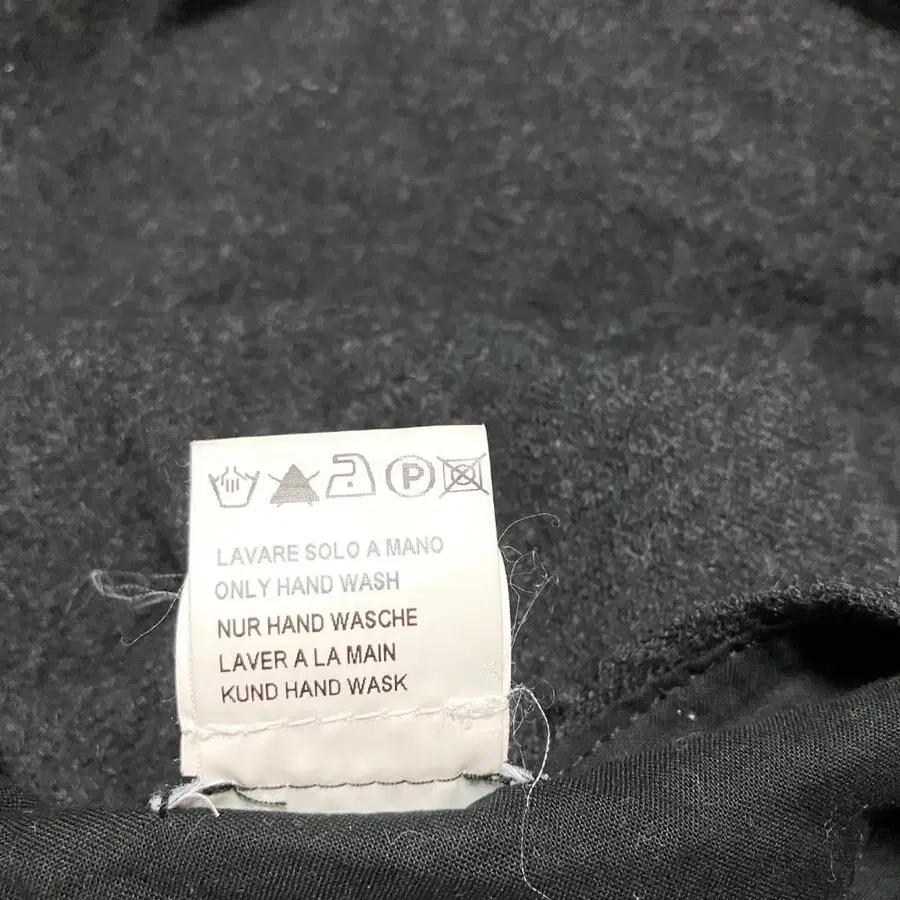 P
LAVARE SOLO A MANO
ONLY HAND WASH
NUR HAND WASCHE
LAVER A LA MAIN
KUND HAND WASK